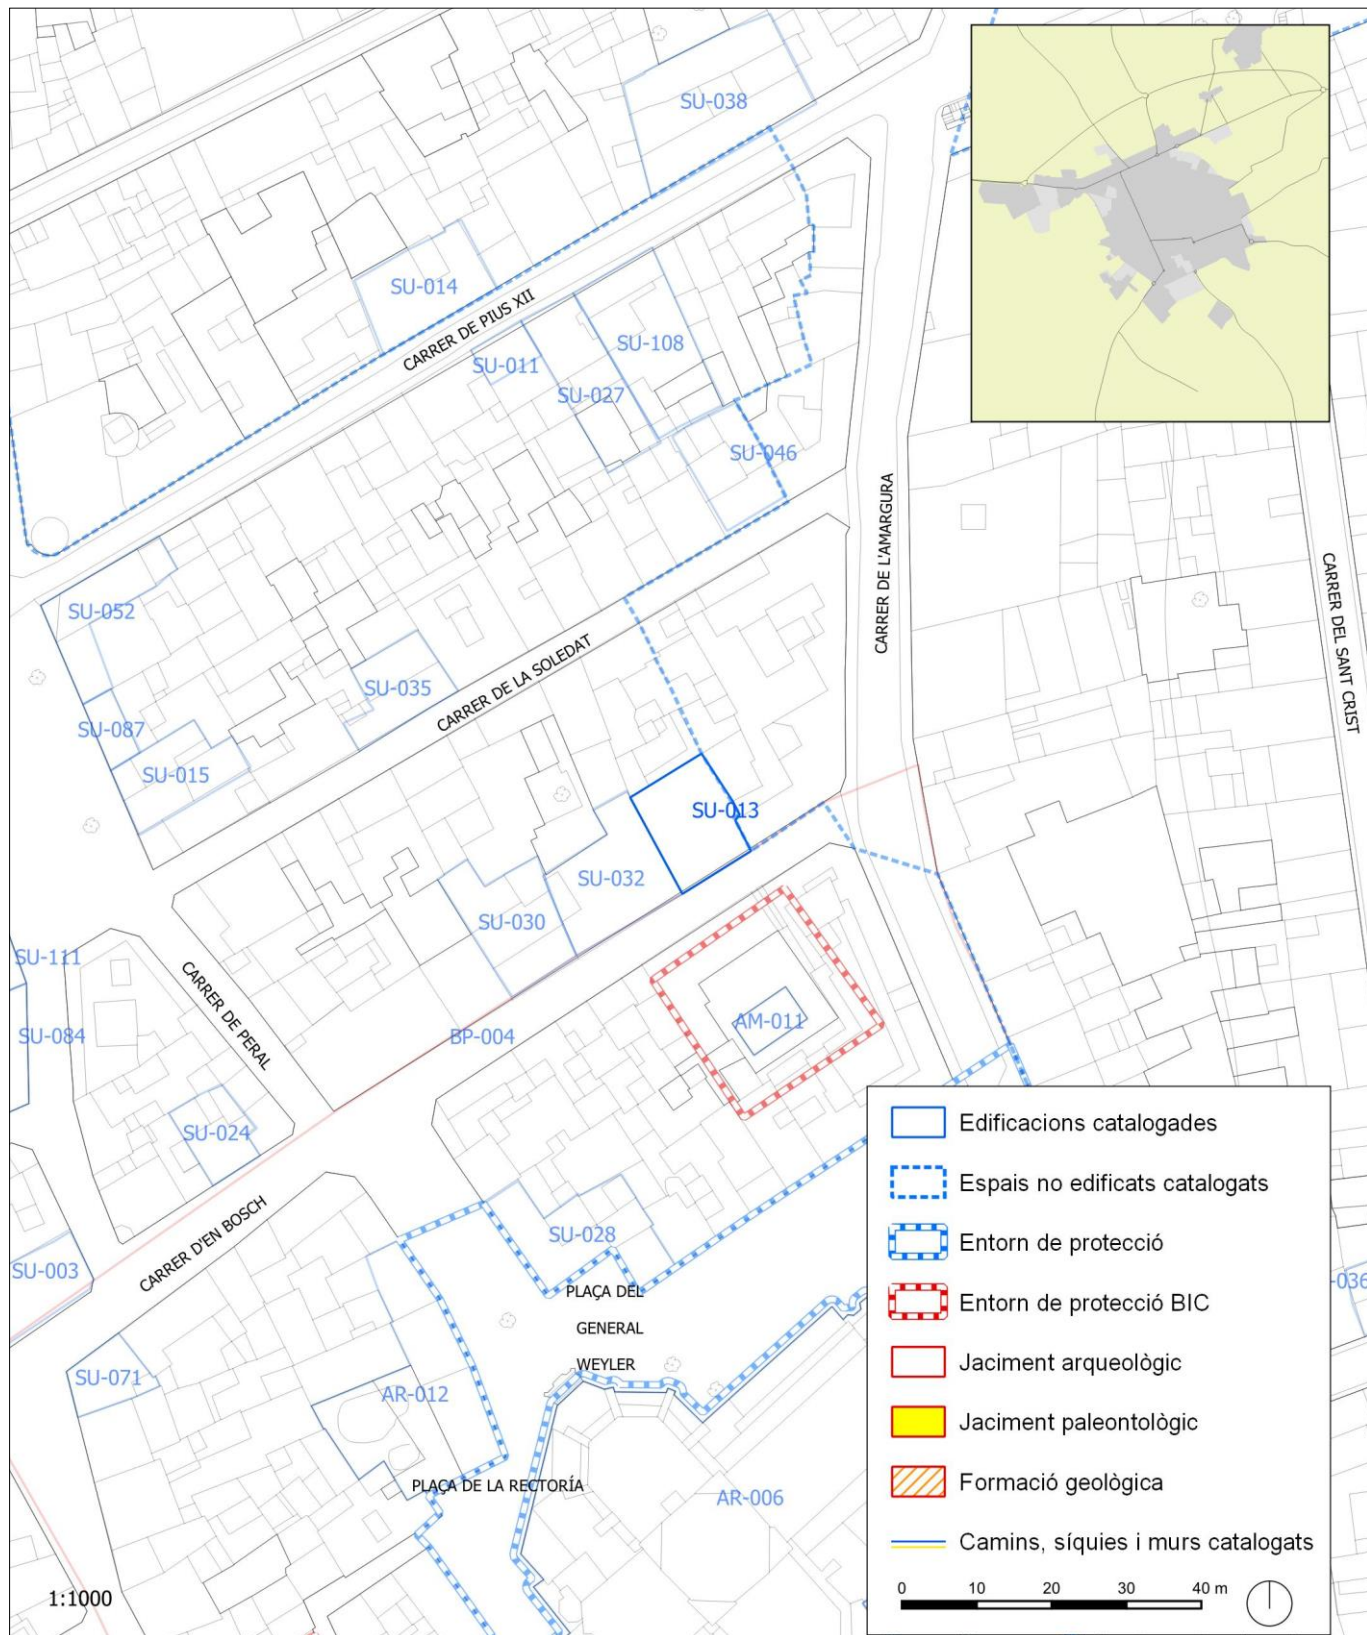 SU-038
SU-014
CARRER DE PIUS XII
SU-011
SU-108
SU-027
SU-046
CARRER DE L'AMARGURA
CARRER DEL SANT CRIST
SU-052
SU-035
CARRER DE LA SOLEDAT
SU-087
SU-015
SU-013
SU-032
SU-030
SU-111
CARRER DE PERAL
SU-084
BP-004
AM-011
SU-024
CARRER D'EN BOSCH
SU-028
SU-003
PLAÇA DEL
GENERAL
WEYLER
-036
SU-071
AR-012
PLAÇA DE LA RECTORÍA
AR-006
1:1000
Edificacions catalogades
Espais no edificats catalogats
Entorn de protecció
Entorn de protecció BIC
Jaciment arqueològic
Jaciment paleontològic
Formació geològica
Camins, síquies i murs catalogats
0 10 20 30 40 m